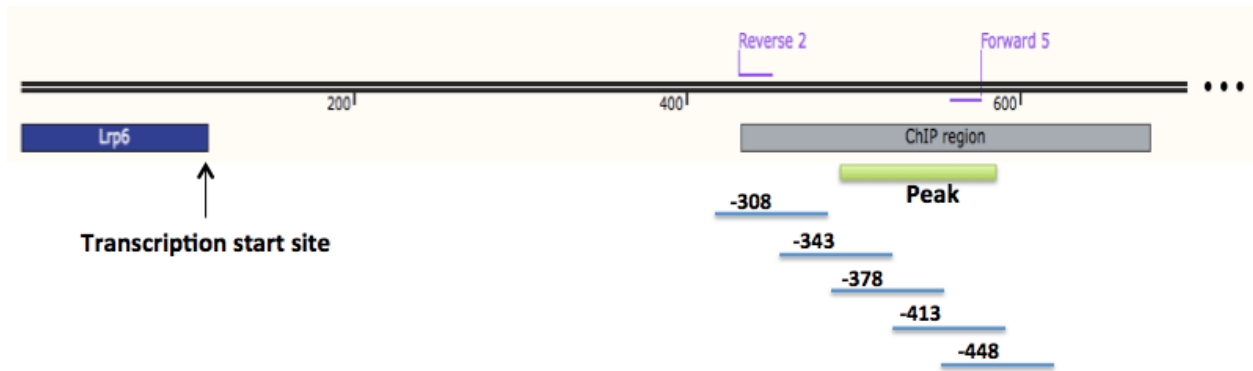 Reverse 2
Forward 5
200
400
600
Lrp6
ChIP region
Transcription start site
Peak
-308
-343
-378
-413
-448